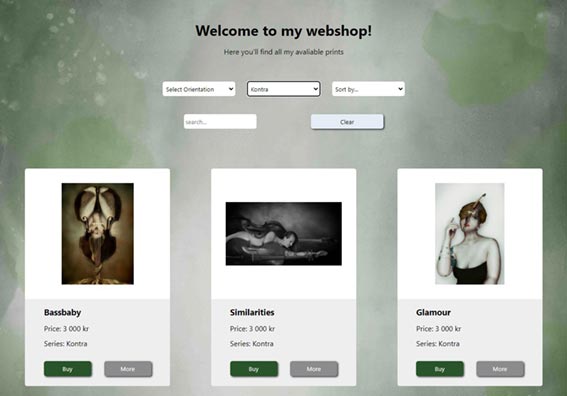 Welcome to my webshop!
Here you'll find all my available prints
Select Orientation
Kontra
Sort by...
search...
Clear
Bassbaby
Price: 3 000 kr
Series: Kontra
Buy
More
Similarities
Price: 3 000 kr
Series: Kontra
Buy
More
Glamour
Price: 3 000 kr
Series: Kontra
Buy
More